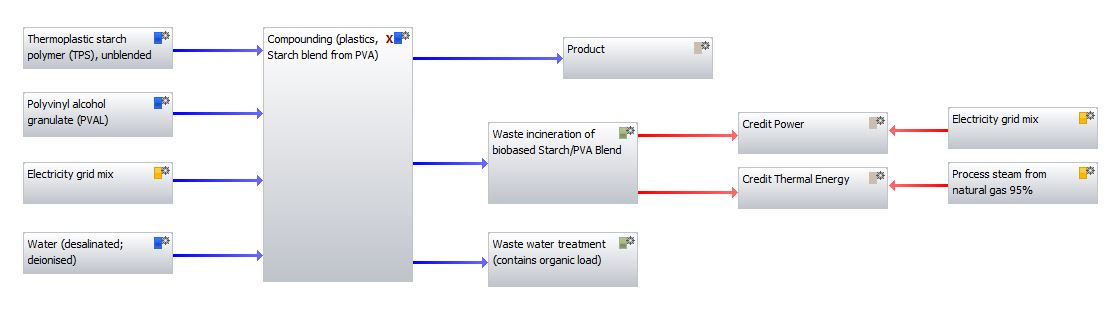 Thermoplastic starch
polymer (TPS), unblended
Polyvinyl alcohol
granulate (PVAL)
Electricity grid mix
Water (desalinated;
deionised)
Compounding (plastics, X
Starch blend from PVA)
Product
Waste incineration of
biobased Starch/PVA Blend
Waste water treatment
(contains organic load)
Credit Power
Credit Thermal Energy
Electricity grid mix
Process steam from
natural gas 95%